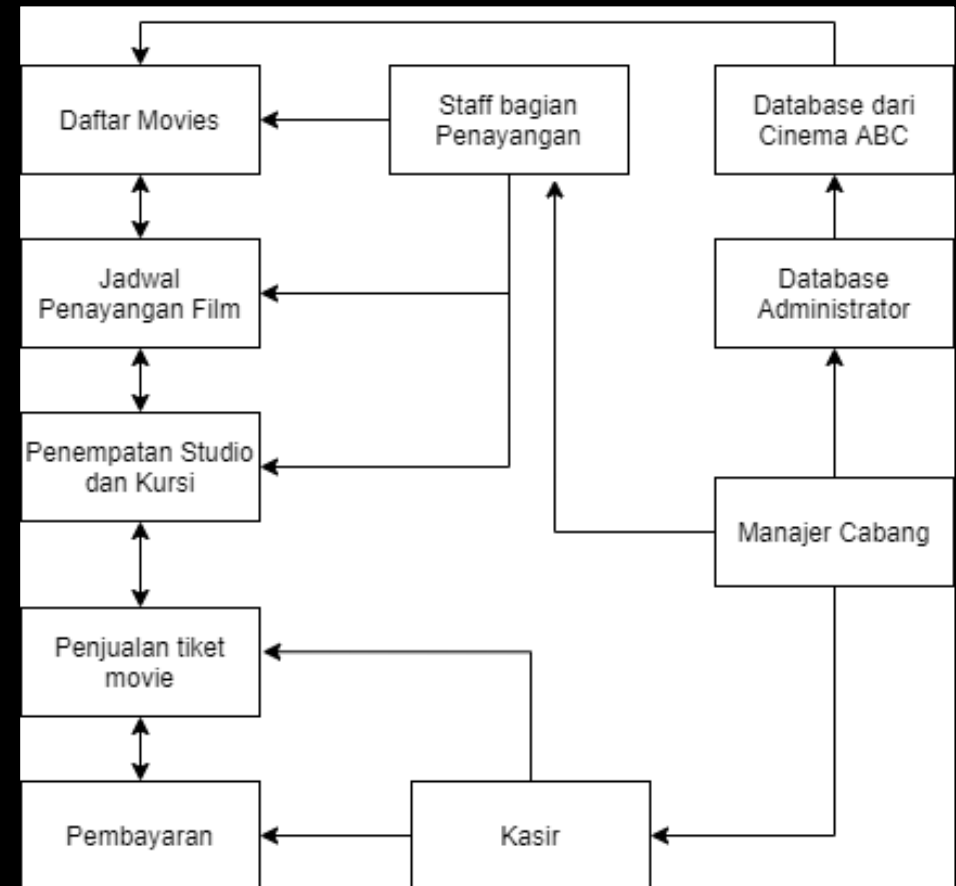 Daftar Movies
Staff bagian
Penayangan
Database dari
Cinema ABC
Jadwal
Penayangan Film
Database
Administrator
Penempatan Studio
dan Kursi
Manajer Cabang
Penjualan tiket
movie
Pembayaran
Kasir